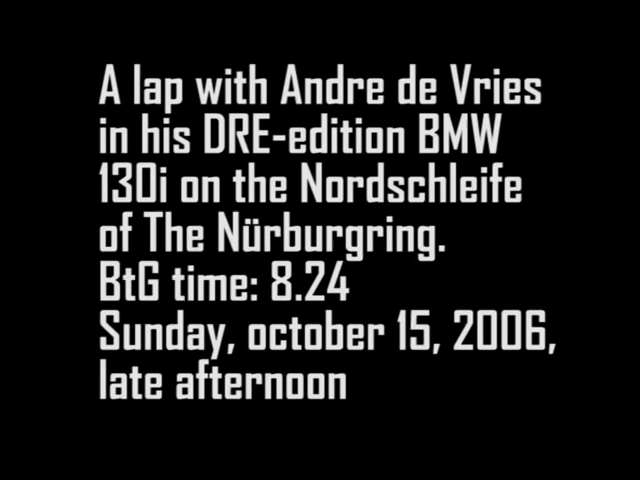 A lap with Andre de Vries
in his DRE-edition BMW
130i on the Nordschleife
of The Nürburgring.
BtG time: 8.24
Sunday, october 15, 2006,
late afternoon